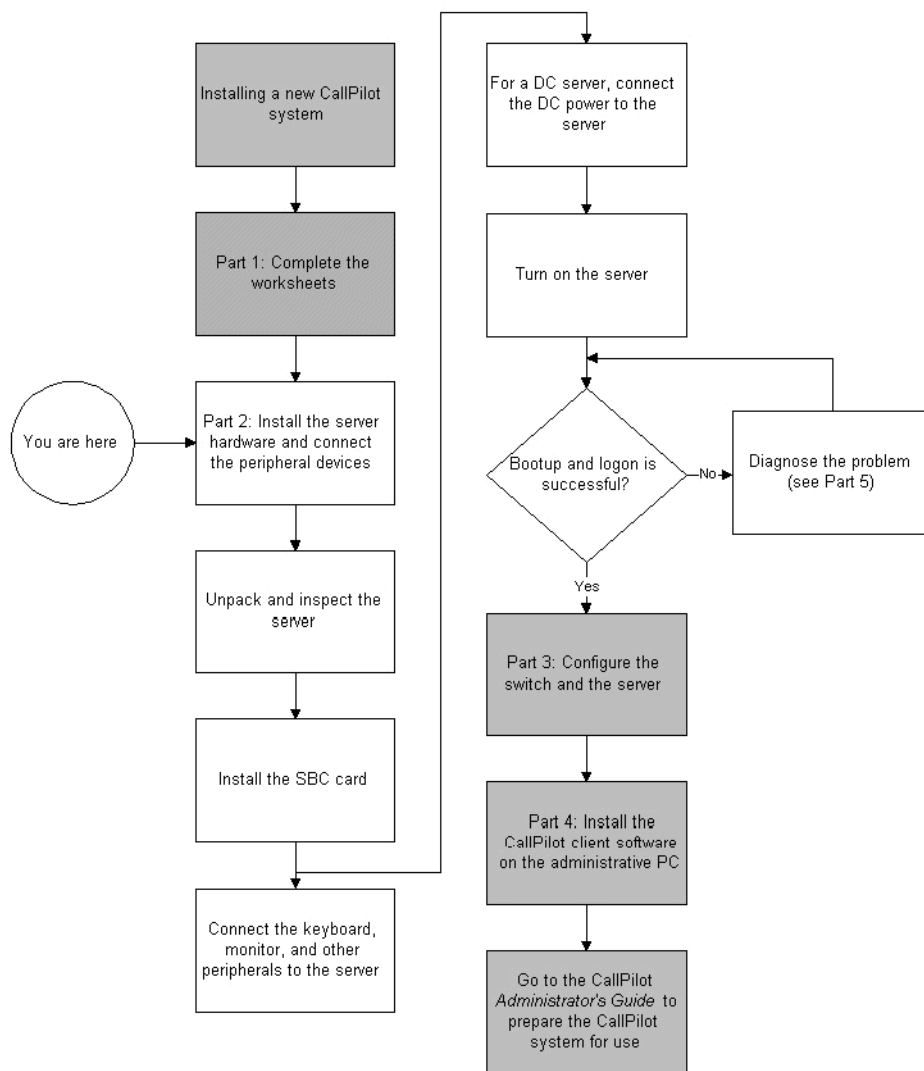 Installing a new CallPilot
system
Part 1: Complete the
worksheets
You are here
Part 2: Install the server
hardware and connect
the peripheral devices
Unpack and inspect the
server
Install the SBC card
Connect the keyboard,
monitor, and other
peripherals to the server
For a DC server, connect
the DC power to the
server
Turn on the server
Bootup and logon is
successful?
No
Diagnose the problem
(see Part 5)
Yes
Part 3: Configure the
switch and the server
Part 4: Install the
CallPilot client software
on the administrative PC
Go to the CallPilot
Administrator's Guide to
prepare the CallPilot
system for use